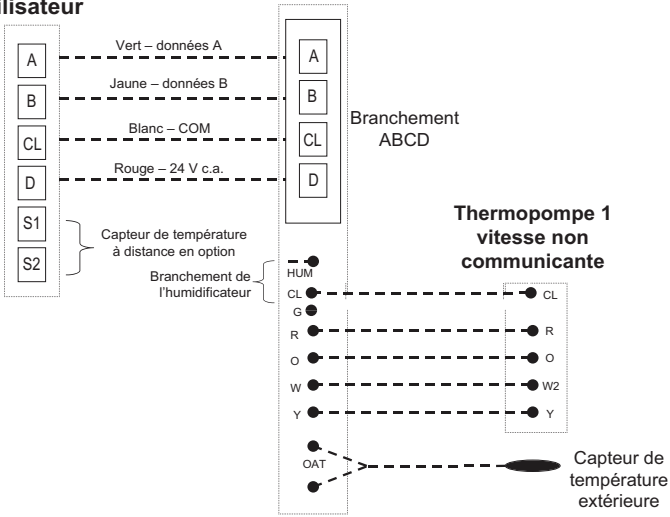 ilisateur
A
B
CL
D
S1
S2
Vert – données A
Jaune – données B
Blanc – COM
Rouge – 24 V c.a.
Capteur de température
à distance en option
Branchement de
l'humidificateur
A
B
CL
D
Branchement
ABCD
Thermopompe 1
vitesse non
communicante
HUM
CL
G
R
O
W
Y
OAT
CL
R
O
W2
Y
Capteur de
température
extérieure